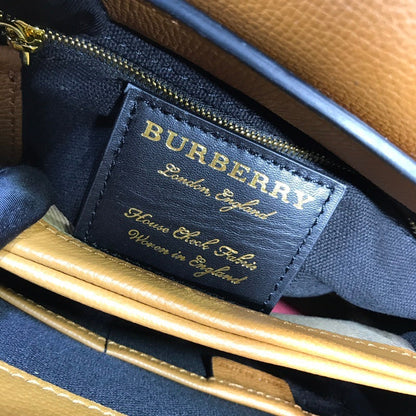 BURBERRY
London, England
House Check Fabric
Woven in England